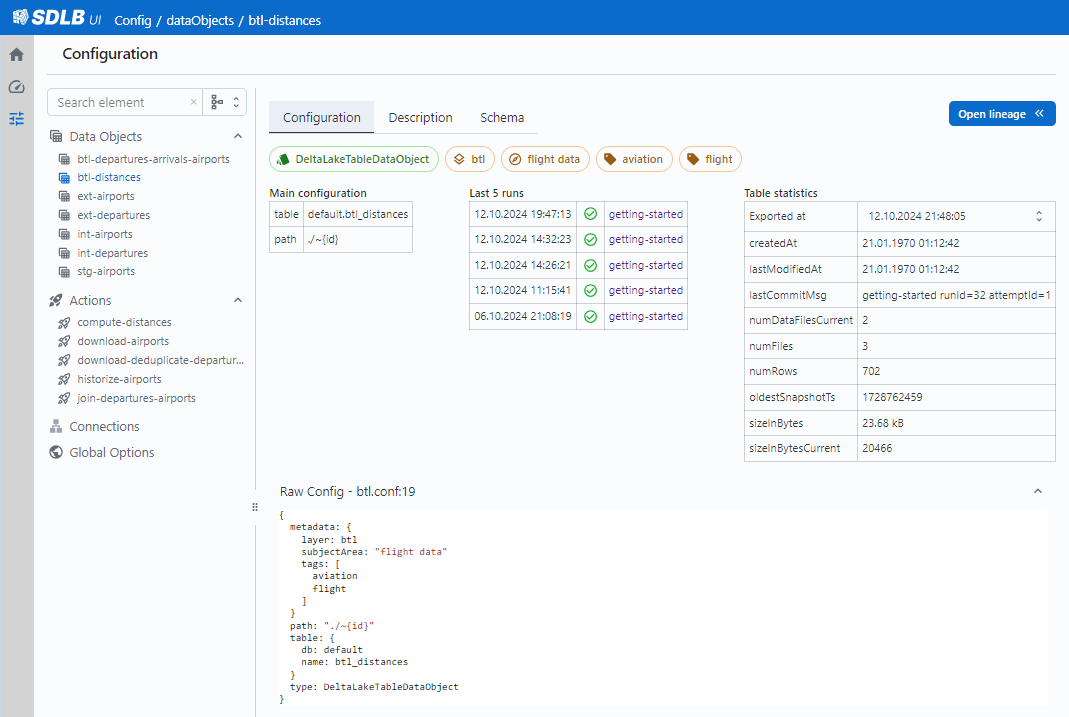 SDLB UI Config / dataObjects / btl-distances
Configuration
Search element ×
Data Objects
btl-departures-arrivals-airports
btl-distances
ext-airports
ext-departures
int-airports
int-departures
stg-airports
Actions
compute-distances
download-airports
download-deduplicate-departur...
historize-airports
join-departures-airports
Connections
Global Options
Configuration Description Schema
Open lineage
DeltaLakeTableDataObject btl flight data aviation flight
Main configuration
table default.btl_distances
path ./~{id}
Last 5 runs
12.10.2024 19:47:13 getting-started
12.10.2024 14:32:23 getting-started
12.10.2024 14:26:21 getting-started
12.10.2024 11:15:41 getting-started
06.10.2024 21:08:19 getting-started
Table statistics
Exported at 12.10.2024 21:48:05
createdAt 21.01.1970 01:12:42
lastModifiedAt 21.01.1970 01:12:42
lastCommitMsg getting-started runId=32 attemptId=1
numDataFilesCurrent 2
numFiles 3
numRows 702
oldestSnapshotTs 1728762459
sizeInBytes 23.68 kB
sizeInBytesCurrent 20466
Raw Config - btl.conf:19
{
  metadata: {
    layer: btl
    subjectArea: "flight data"
    tags: [
      aviation
      flight
    ]
  }
  path: "./~{id}"
  table: {
    db: default
    name: btl_distances
  }
  type: DeltaLakeTableDataObject
}